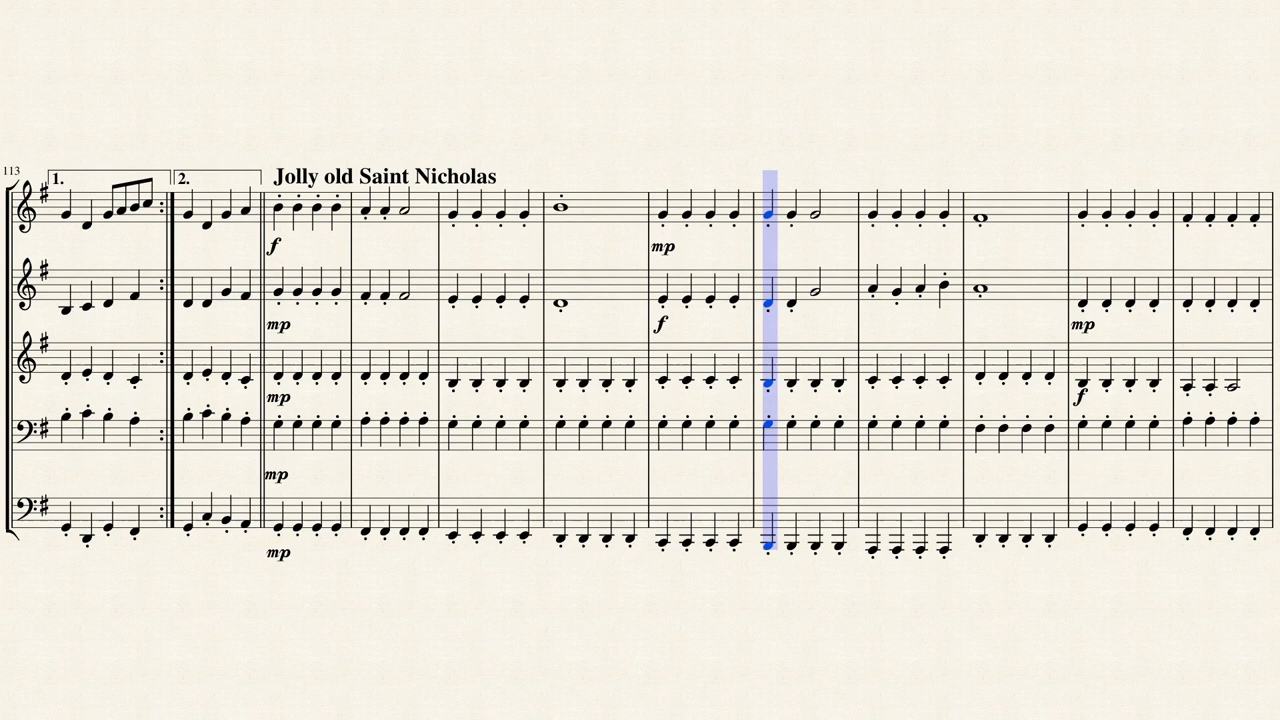 113
1. 2. Jolly old Saint Nicholas
f mp
mp f mp
mp f
mp
mp